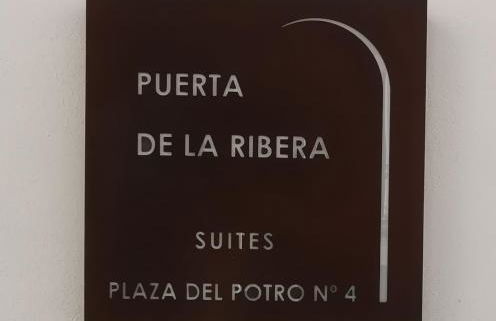 PUERTA
DE LA RIBERA
SUITES
PLAZA DEL POTRO Nº 4